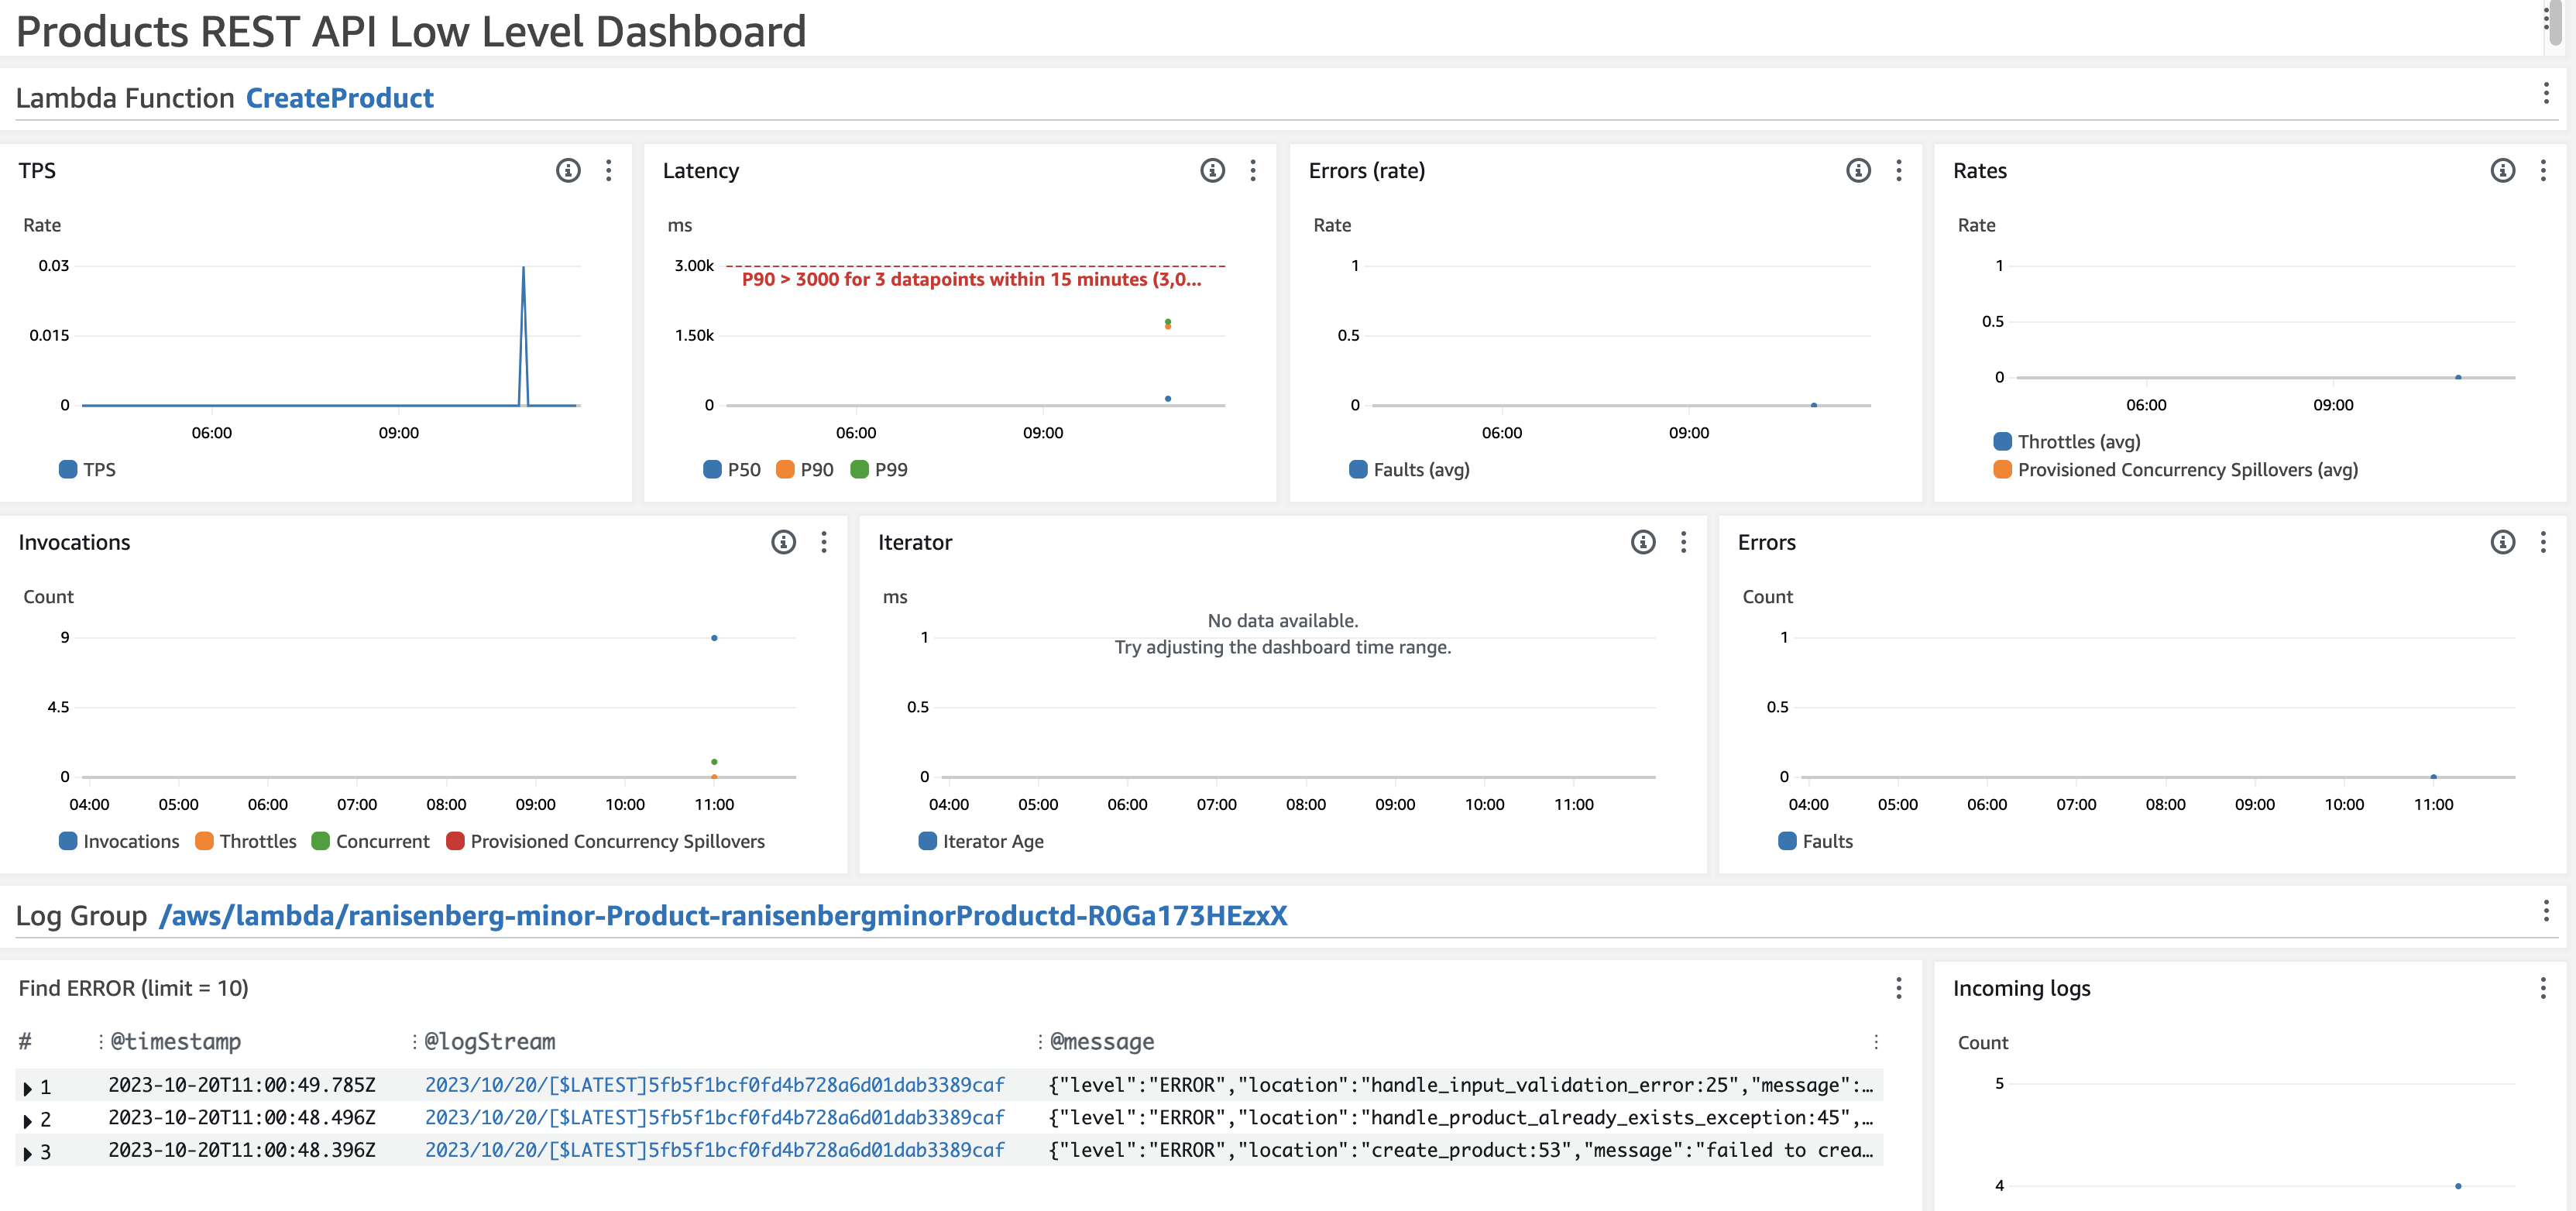 Products REST API Low Level Dashboard
Lambda Function CreateProduct
TPS
Rate
0.03
0.015
0
06:00 09:00
TPS
Latency
ms
3.00k
P90 > 3000 for 3 datapoints within 15 minutes (3,0...
1.50k
0
06:00 09:00
P50 P90 P99
Errors (rate)
Rate
1
0.5
0
06:00 09:00
Faults (avg)
Rates
Rate
1
0.5
0
06:00 09:00
Throttles (avg)
Provisioned Concurrency Spillovers (avg)
Invocations
Count
9
4.5
0
04:00 05:00 06:00 07:00 08:00 09:00 10:00 11:00
Invocations Throttles Concurrent Provisioned Concurrency Spillovers
Iterator
ms
No data available.
1
Try adjusting the dashboard time range.
0.5
0
04:00 05:00 06:00 07:00 08:00 09:00 10:00 11:00
Iterator Age
Errors
Count
1
0.5
0
04:00 05:00 06:00 07:00 08:00 09:00 10:00 11:00
Faults
Log Group /aws/lambda/ranisenberg-minor-Product-ranisenbergminorProductd-R0Ga173HEzxX
Find ERROR (limit = 10)
# @timestamp @logStream @message
1 2023-10-20T11:00:49.785Z 2023/10/20/[$LATEST]5fb5f1bcf0fd4b728a6d01dab3389caf {"level":"ERROR","location":"handle_input_validation_error:25","message":...
2 2023-10-20T11:00:48.496Z 2023/10/20/[$LATEST]5fb5f1bcf0fd4b728a6d01dab3389caf {"level":"ERROR","location":"handle_product_already_exists_exception:45",...
3 2023-10-20T11:00:48.396Z 2023/10/20/[$LATEST]5fb5f1bcf0fd4b728a6d01dab3389caf {"level":"ERROR","location":"create_product:53","message":"failed to crea...
Incoming logs
Count
5
4